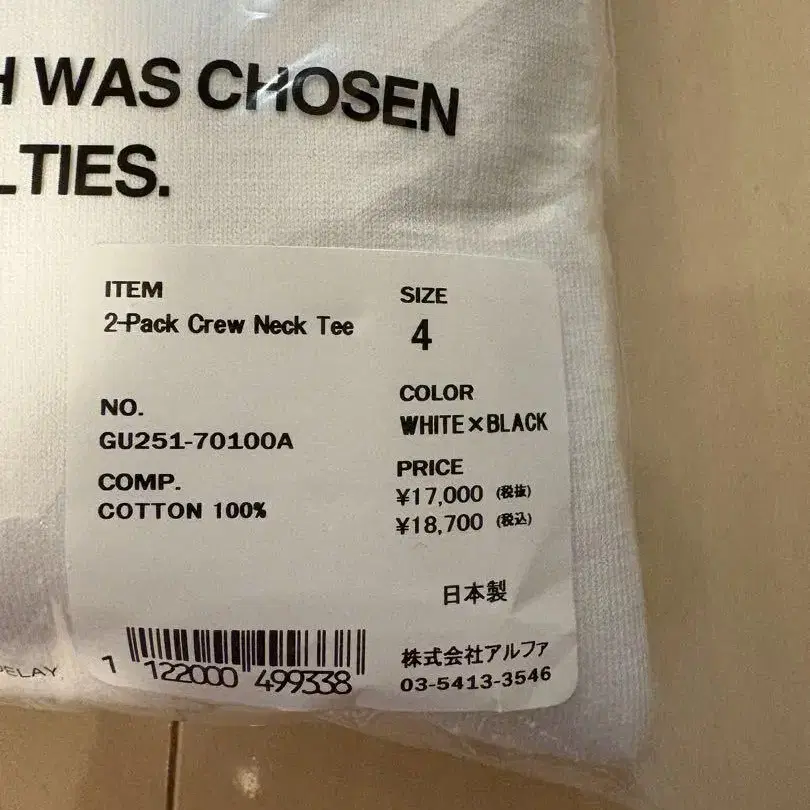 H WAS CHOSEN
LTIES.
ITEM
2-Pack Crew Neck Tee
SIZE
4
NO.
GU251-70100A
COLOR
WHITE×BLACK
COMP.
COTTON 100%
PRICE
¥17,000 (税抜)
¥18,700 (税込)
日本製
1 122000 499338
株式会社アルファ
03-5413-3546
DELAY